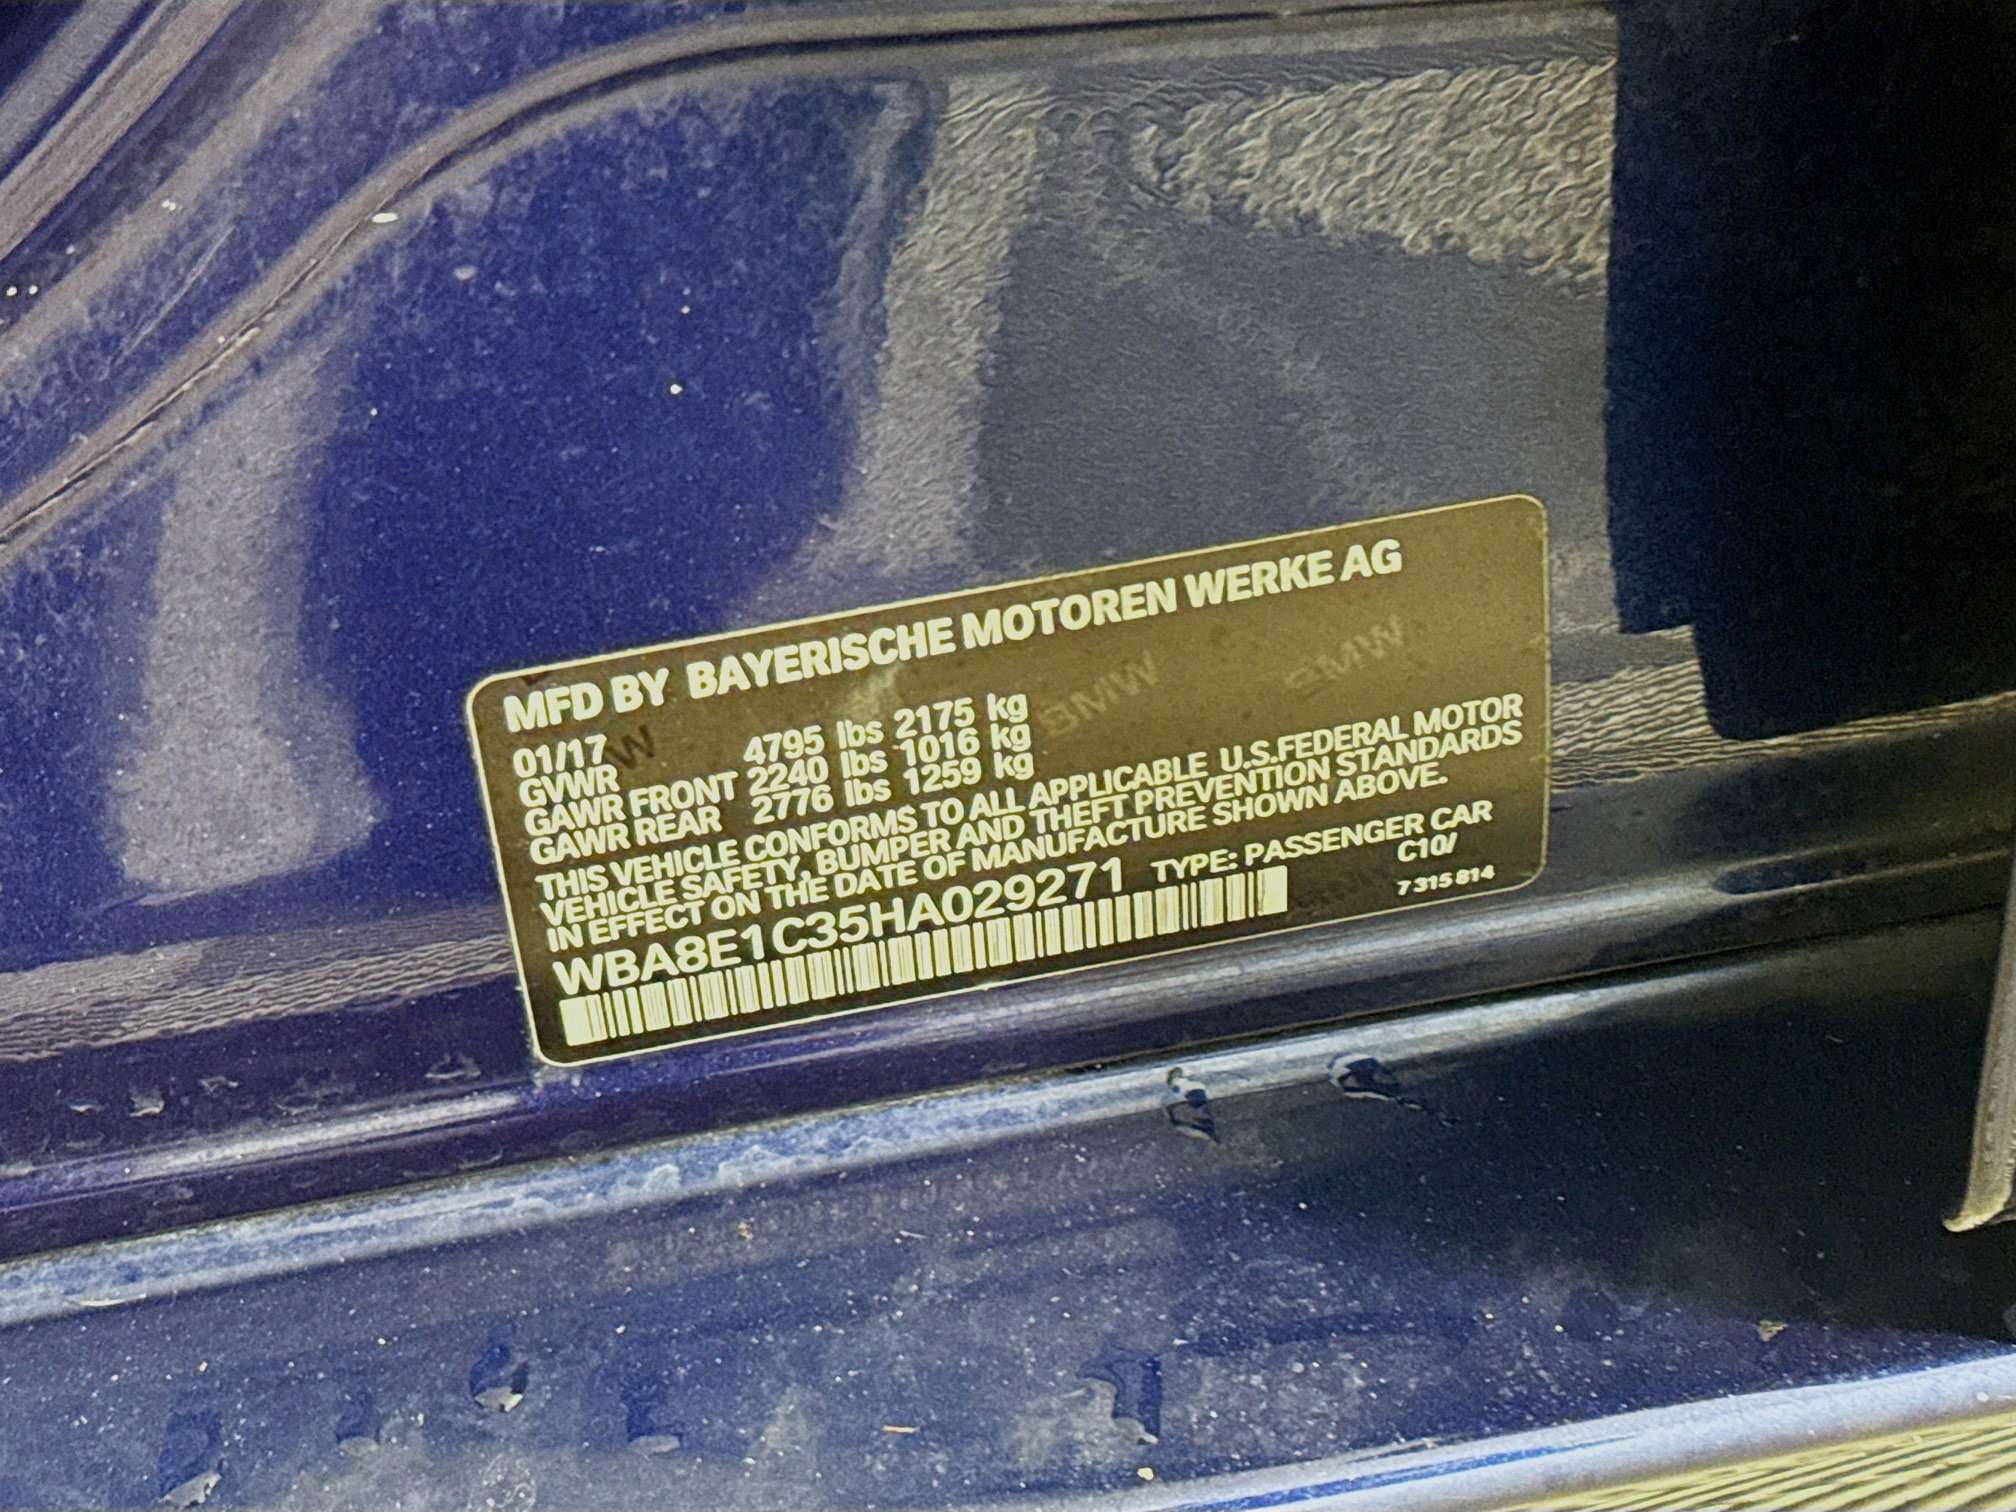 MFD BY BAYERISCHE MOTOREN WERKE AG
01/17
GVWR 4795 lbs 2175 kg
GAWR FRONT 2240 lbs 1016 kg
GAWR REAR 2776 lbs 1259 kg
THIS VEHICLE CONFORMS TO ALL APPLICABLE U.S.FEDERAL MOTOR
VEHICLE SAFETY, BUMPER AND THEFT PREVENTION STANDARDS
IN EFFECT ON THE DATE OF MANUFACTURE SHOWN ABOVE.
WBA8E1C35HA029271 TYPE: PASSENGER CAR
C10/
7 315 814
BMW
BMW